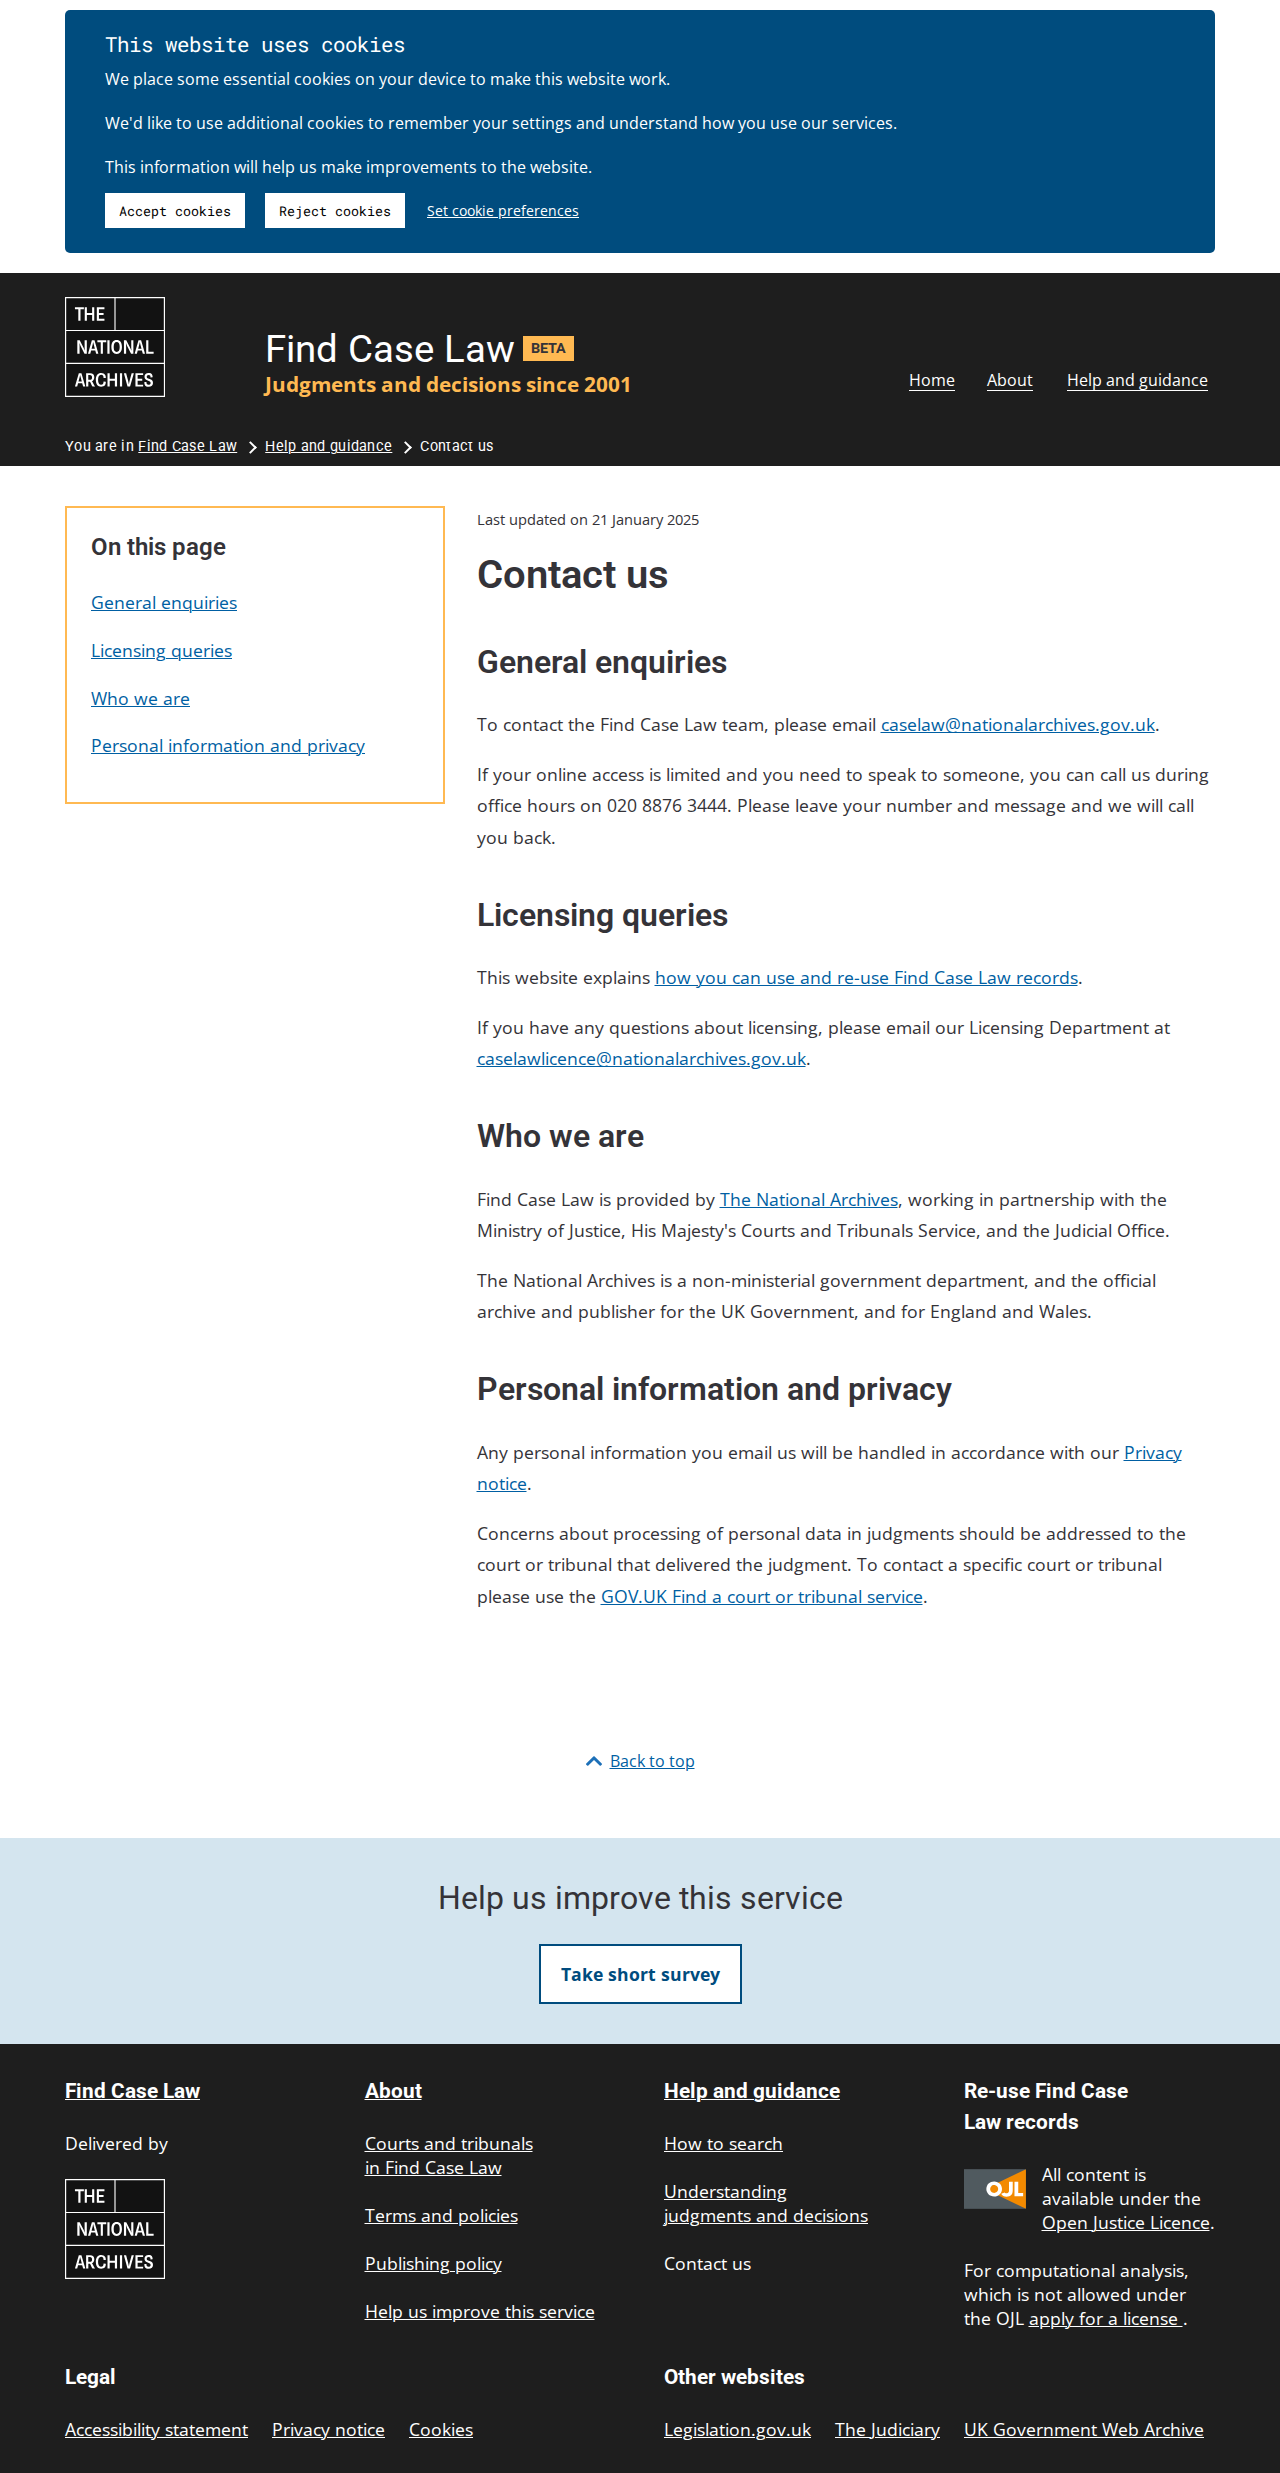 This website uses cookies
We place some essential cookies on your device to make this website work.
We'd like to use additional cookies to remember your settings and understand how you use our services.
This information will help us make improvements to the website.
Accept cookies
Reject cookies
Set cookie preferences
THE
NATIONAL
ARCHIVES
Find Case Law BETA
Judgments and decisions since 2001
Home
About
Help and guidance
You are in Find Case Law
Help and guidance
Contact us
On this page
General enquiries
Licensing queries
Who we are
Personal information and privacy
Last updated on 21 January 2025
Contact us
General enquiries
To contact the Find Case Law team, please email caselaw@nationalarchives.gov.uk.
If your online access is limited and you need to speak to someone, you can call us during
office hours on 020 8876 3444. Please leave your number and message and we will call
you back.
Licensing queries
This website explains how you can use and re-use Find Case Law records.
If you have any questions about licensing, please email our Licensing Department at
caselawlicence@nationalarchives.gov.uk.
Who we are
Find Case Law is provided by The National Archives, working in partnership with the
Ministry of Justice, His Majesty's Courts and Tribunals Service, and the Judicial Office.
The National Archives is a non-ministerial government department, and the official
archive and publisher for the UK Government, and for England and Wales.
Personal information and privacy
Any personal information you email us will be handled in accordance with our Privacy
notice.
Concerns about processing of personal data in judgments should be addressed to the
court or tribunal that delivered the judgment. To contact a specific court or tribunal
please use the GOV.UK Find a court or tribunal service.
Back to top
Help us improve this service
Take short survey
Find Case Law
Delivered by
THE
NATIONAL
ARCHIVES
About
Courts and tribunals
in Find Case Law
Terms and policies
Publishing policy
Help us improve this service
Help and guidance
How to search
Understanding
judgments and decisions
Contact us
Re-use Find Case
Law records
OJL
All content is
available under the
Open Justice Licence.
For computational analysis,
which is not allowed under
the OJL apply for a license .
Legal
Accessibility statement
Privacy notice
Cookies
Other websites
Legislation.gov.uk
The Judiciary
UK Government Web Archive